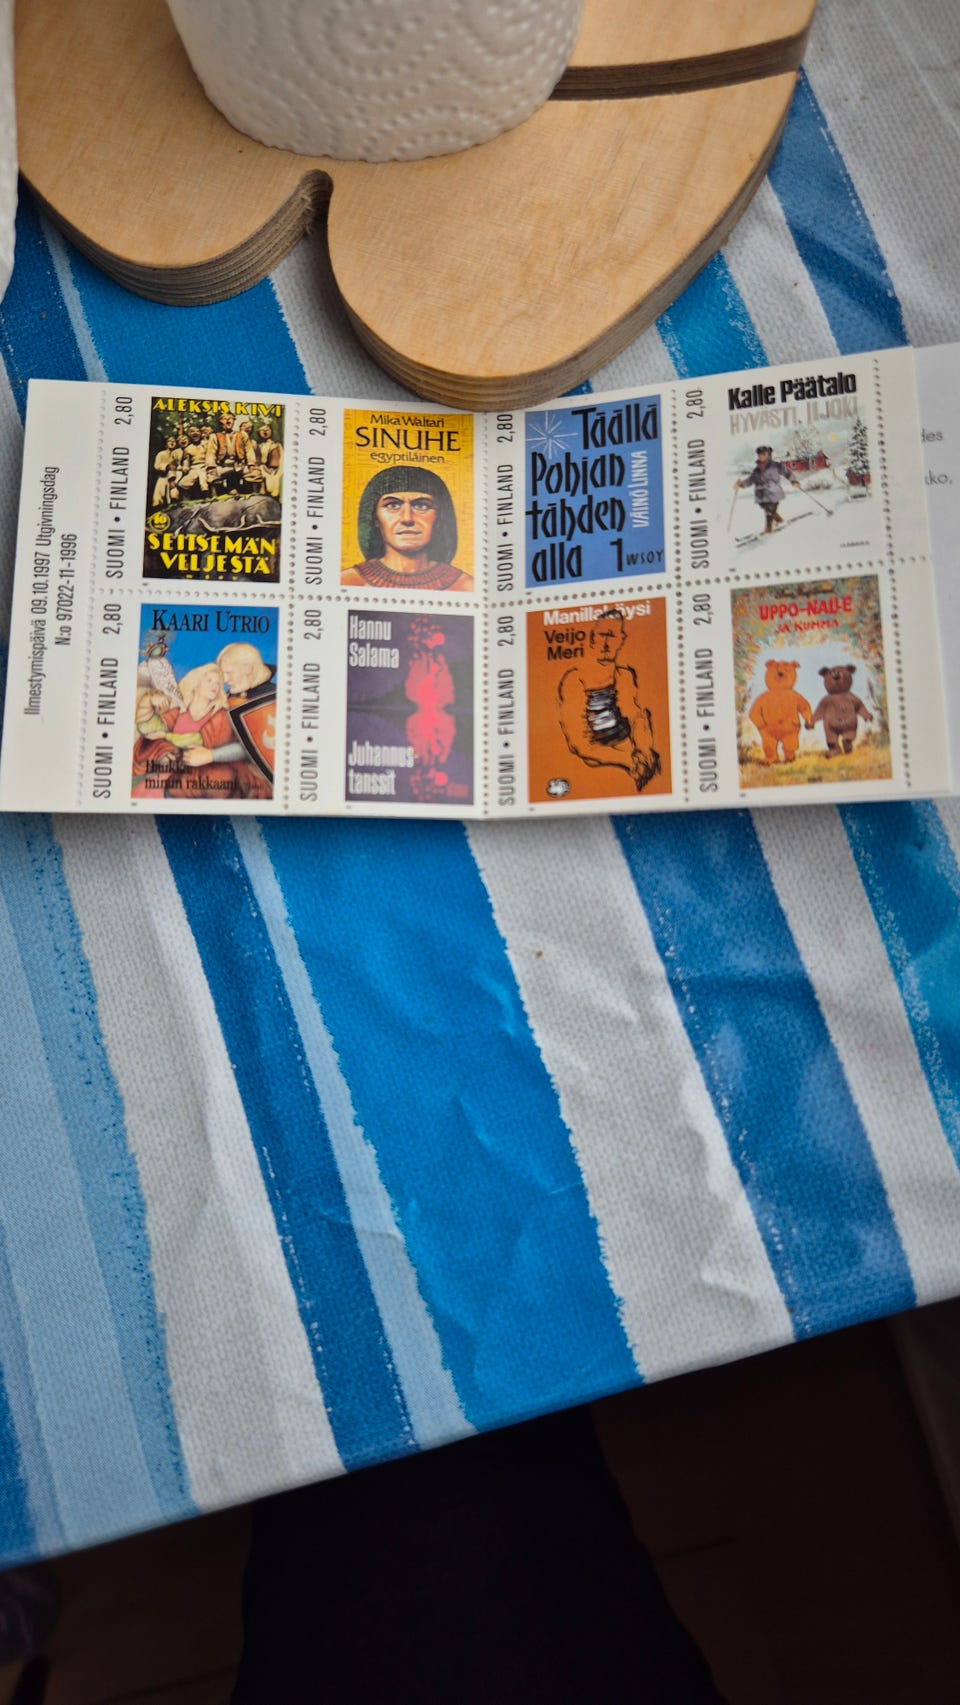 Ilmestymispäivä 09.10.1997 Utgivningsdag
N:o 97022-11-1996
SUOMI • FINLAND 2,80
ALEKSIS KIVI
SEITSEMÄN
VELJESTÄ
SUOMI • FINLAND 2,80
Mika Waltari
SINUHE
egyptiläinen
SUOMI • FINLAND 2,80
Täällä
Pohjan
tähden
alla 1
VÄINÖ LINNA
WSOY
SUOMI • FINLAND 2,80
Kalle Päätalo
HYVÄSTI, IIJOKI
SUOMI • FINLAND 2,80
KAARI UTRIO
Haukka,
minun rakkaani
SUOMI • FINLAND 2,80
Hannu
Salama
Juhannus-
tanssit
SUOMI • FINLAND 2,80
Manillaköysi
Veijo
Meri
SUOMI • FINLAND 2,80
UPPO-NALLE
JA KUMMA